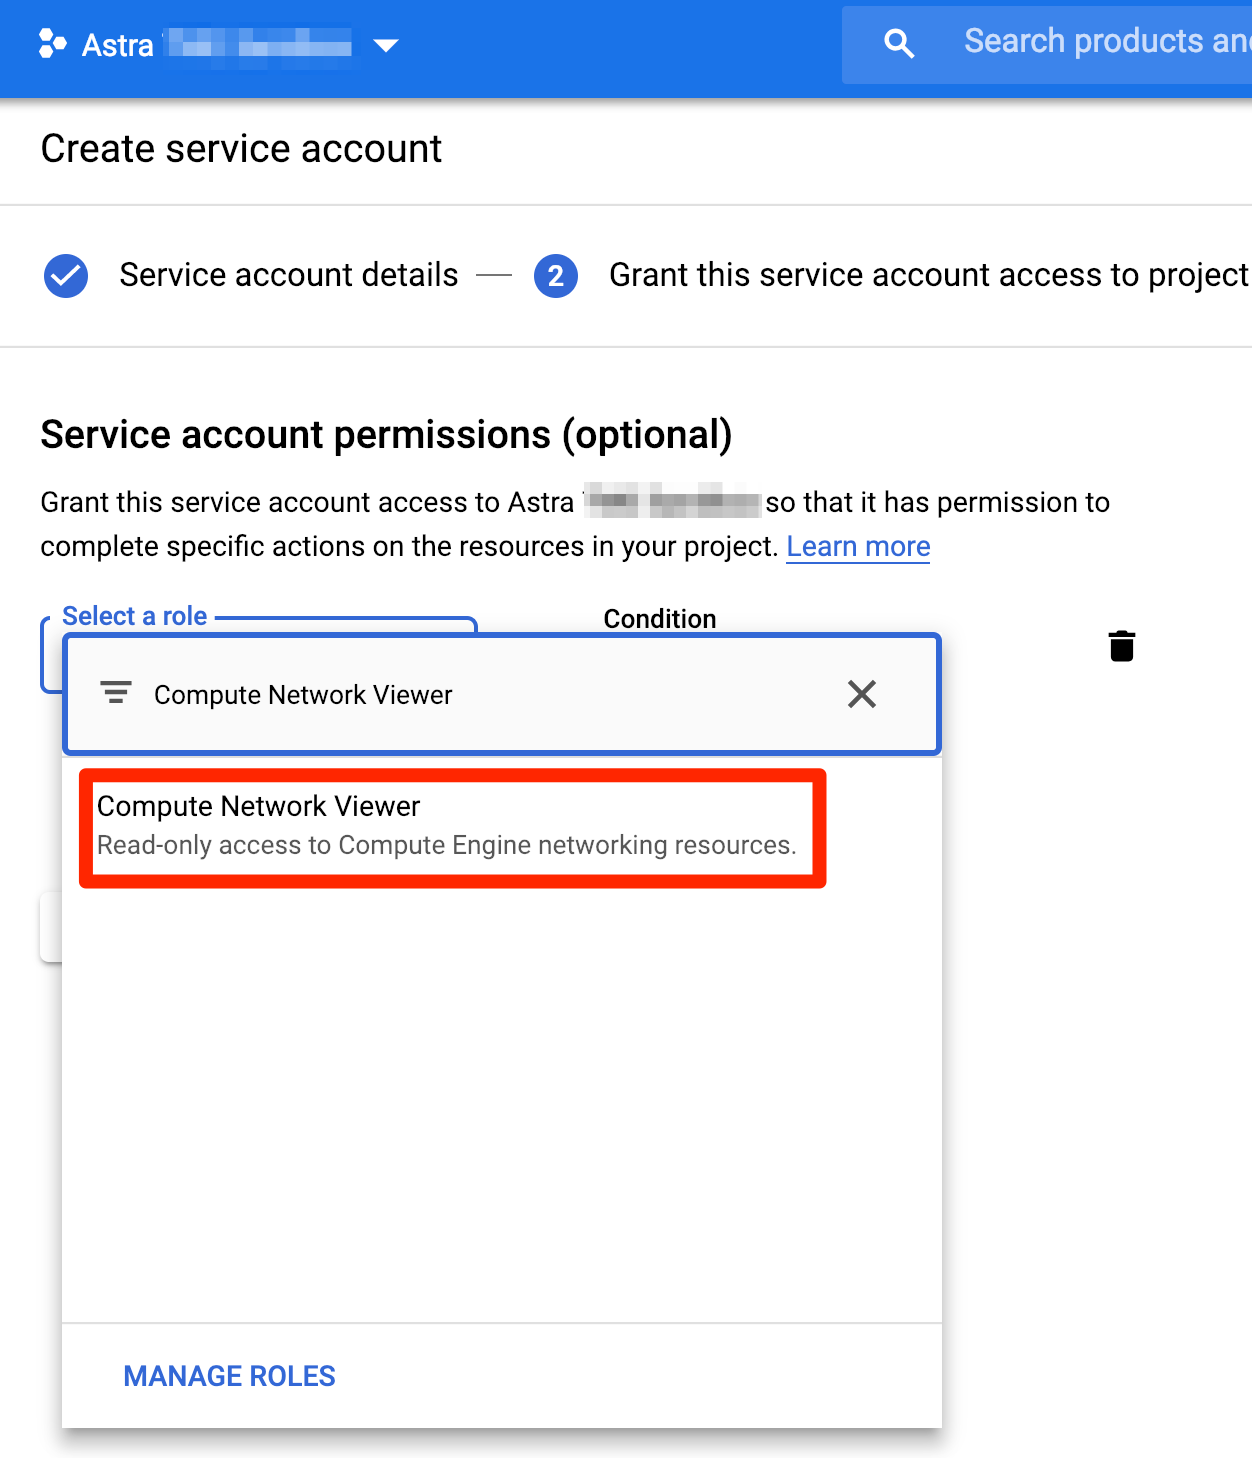 Astra
Search products an
Create service account
Service account details
2
Grant this service account access to project
Service account permissions (optional)
Grant this service account access to Astra so that it has permission to
complete specific actions on the resources in your project. Learn more
Select a role
Condition
Compute Network Viewer
Compute Network Viewer
Read-only access to Compute Engine networking resources.
MANAGE ROLES